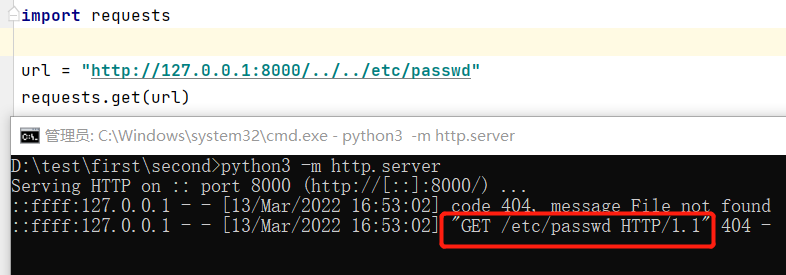 import requests
url = "http://127.0.0.1:8000/../../etc/passwd"
requests.get(url)
管理员: C:\Windows\system32\cmd.exe - python3 -m http.server
D:\test\first\second>python3 -m http.server
Serving HTTP on :: port 8000 (http://[::]:8000/) ...
::ffff:127.0.0.1 - - [13/Mar/2022 16:53:02] code 404, message File not found
::ffff:127.0.0.1 - - [13/Mar/2022 16:53:02] "GET /etc/passwd HTTP/1.1" 404 -